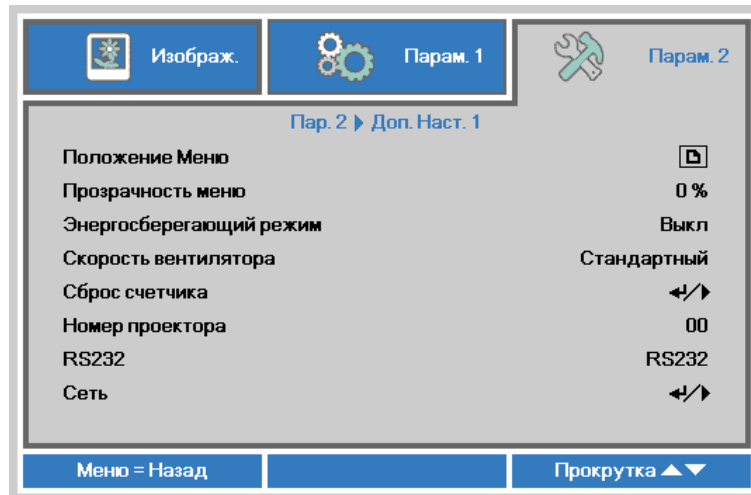 Изображ. Парам. 1 Парам. 2
Пар. 2 Доп. Наст. 1
Положение Меню
Прозрачность меню 0 %
Энергосберегающий режим Выкл
Скорость вентилятора Стандартный
Сброс счетчика
Номер проектора 00
RS232 RS232
Сеть
Меню = Назад Прокрутка